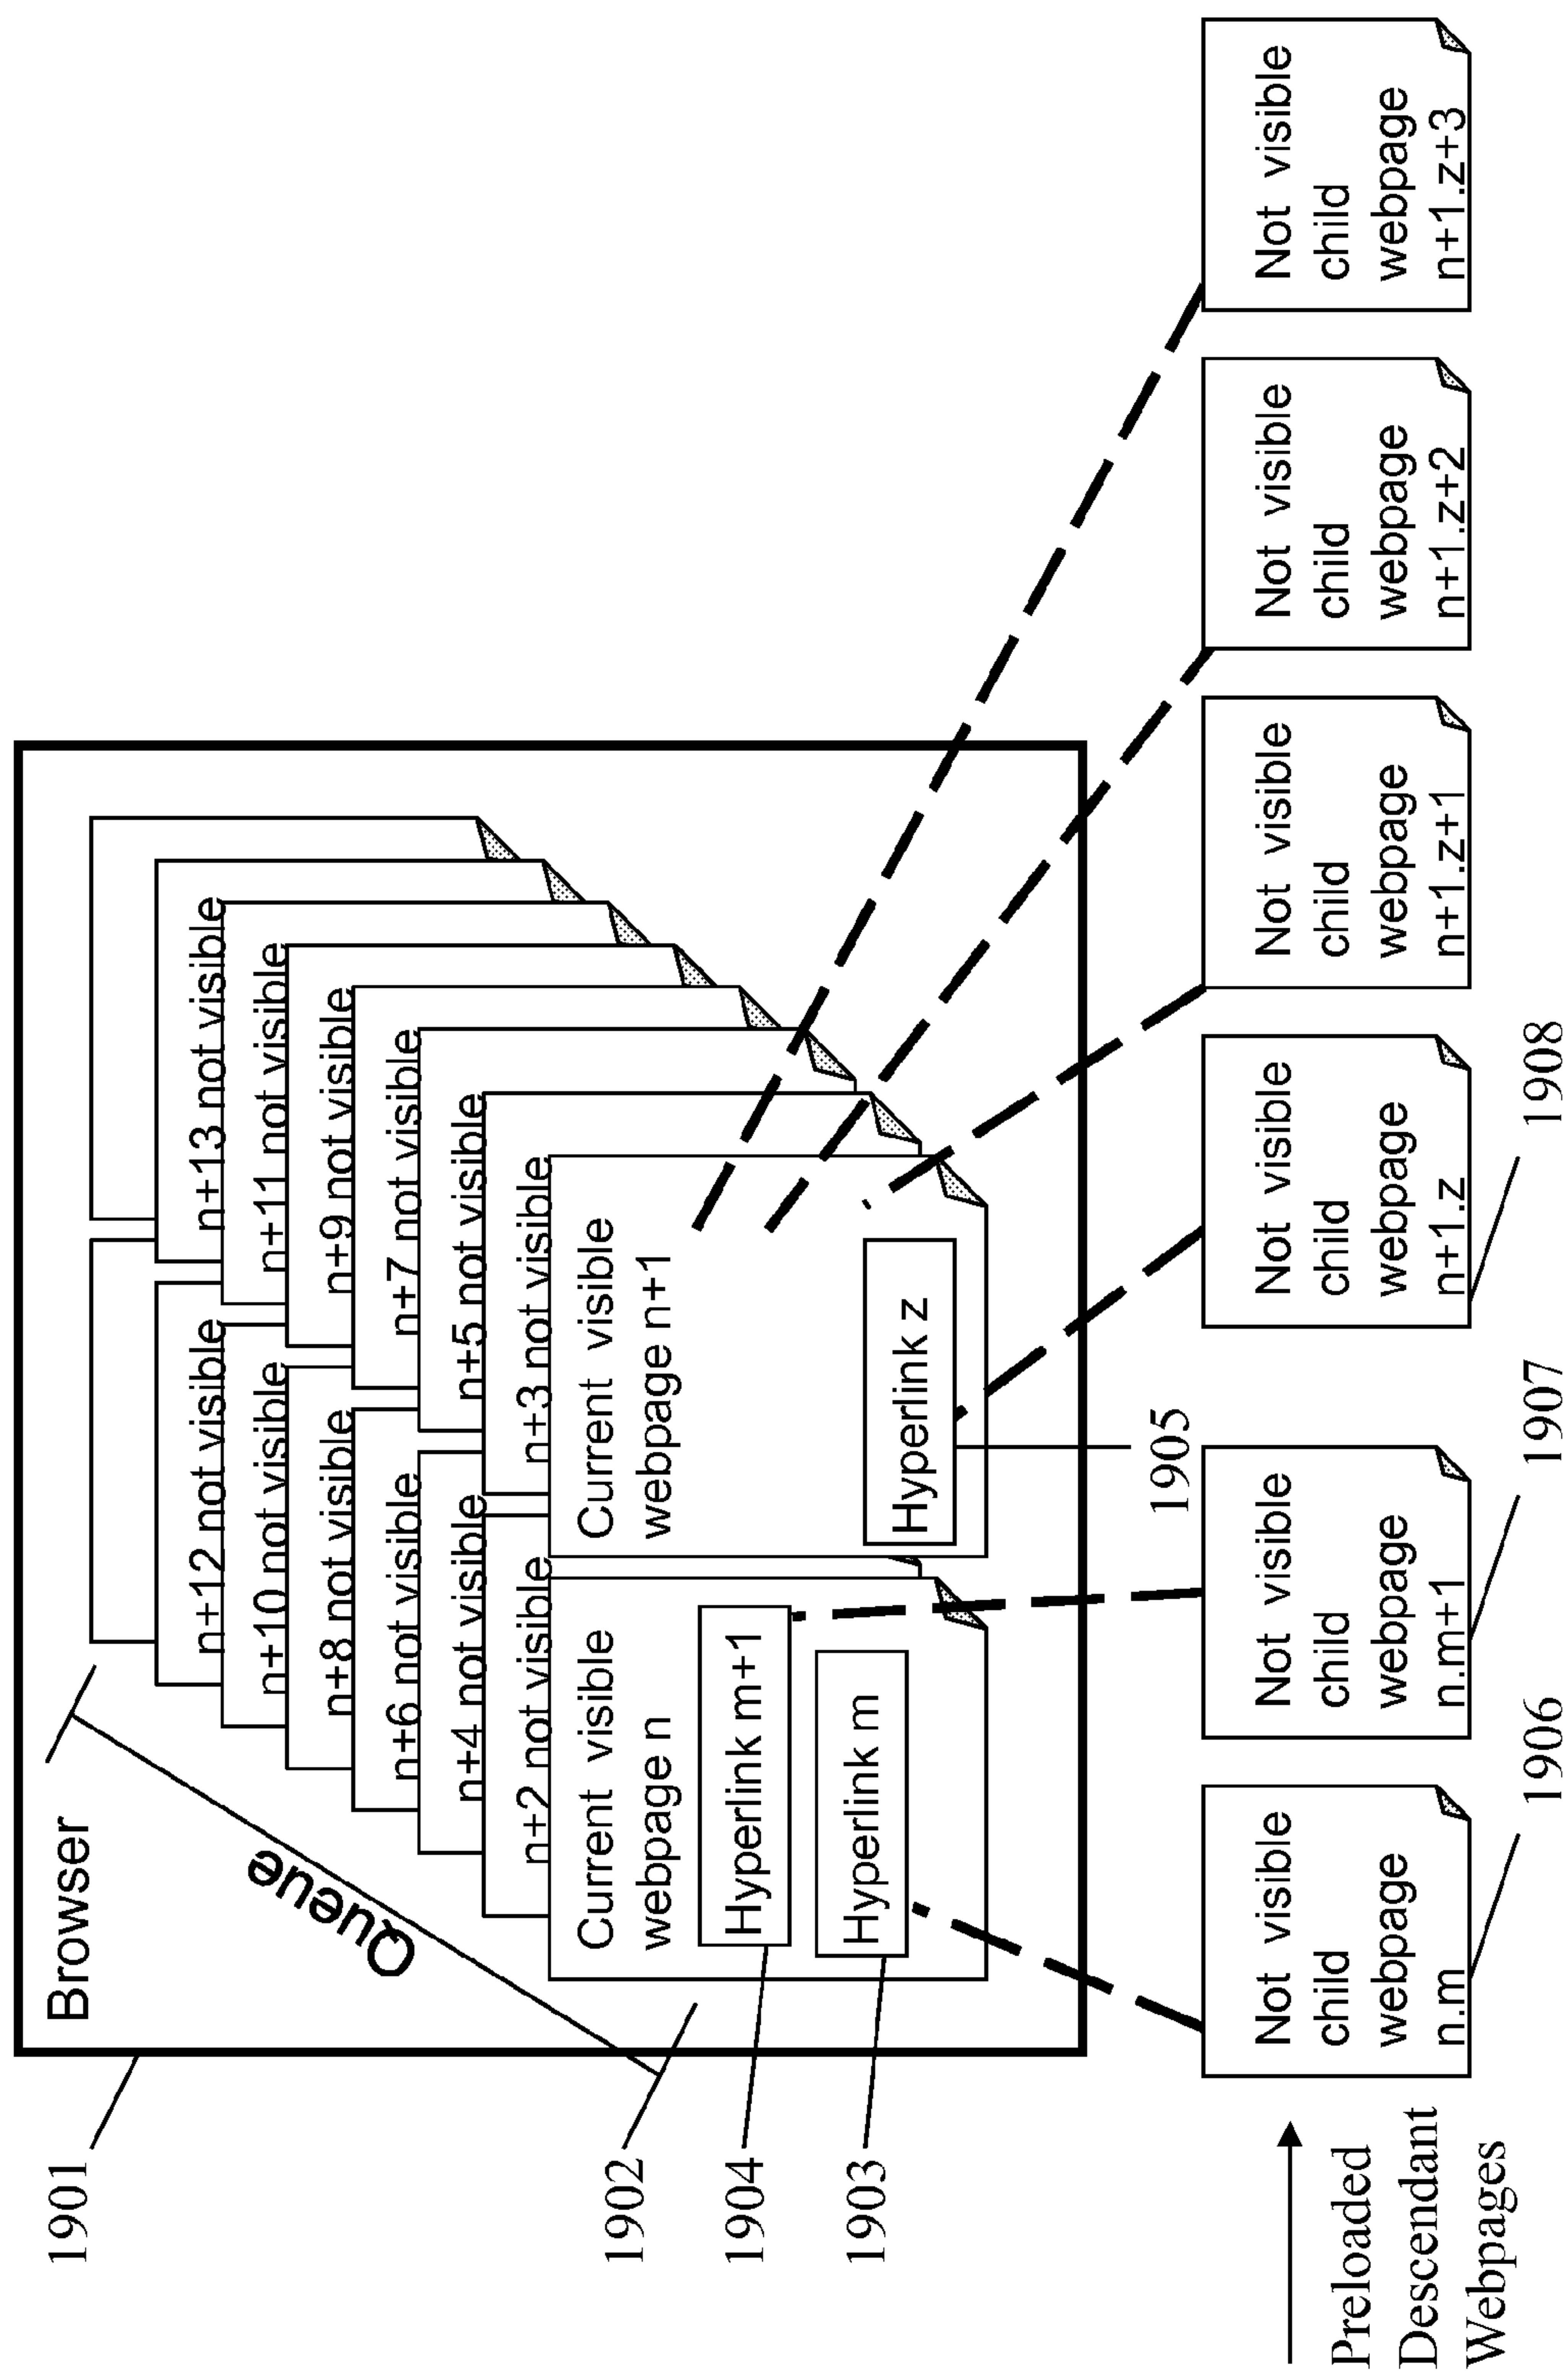 Browser
1901
Queue
n+12 not visible
n+13 not visible
n+10 not visible
n+11 not visible
n+8 not visible
n+9 not visible
n+6 not visible
n+7 not visible
n+4 not visible
n+5 not visible
n+2 not visible
n+3 not visible
1902
Current visible
webpage n
Current visible
webpage n+1
1904
Hyperlink m+1
1903
Hyperlink m
Hyperlink z
1905
Preloaded
Descendant
Webpages
Not visible
child
webpage
n.m
1906
Not visible
child
webpage
n.m+1
1907
Not visible
child
webpage
n+1.z
1908
Not visible
child
webpage
n+1.z+1
Not visible
child
webpage
n+1.z+2
Not visible
child
webpage
n+1.z+3